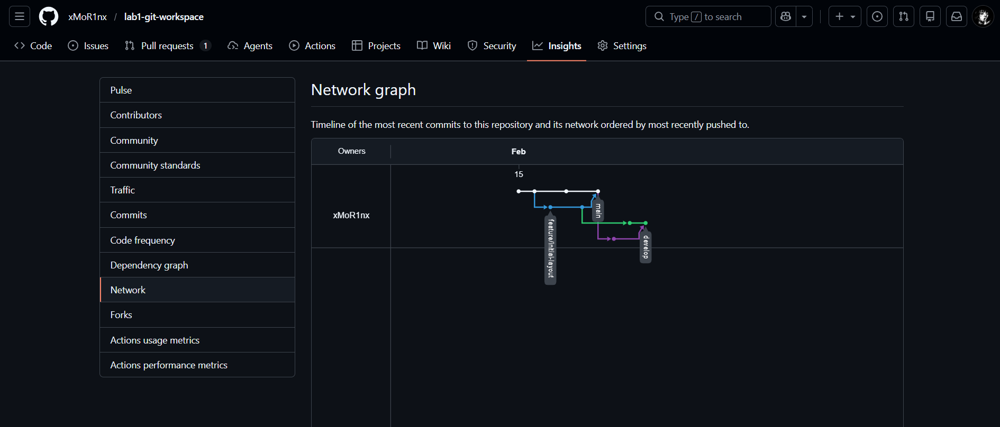 xMoR1nx / lab1-git-workspace
Type / to search
Code
Issues
Pull requests 1
Agents
Actions
Projects
Wiki
Security
Insights
Settings
Pulse
Contributors
Community
Community standards
Traffic
Commits
Code frequency
Dependency graph
Network
Forks
Actions usage metrics
Actions performance metrics
Network graph
Timeline of the most recent commits to this repository and its network ordered by most recently pushed to.
Owners
Feb
15
xMoR1nx
main
feature/initial-layout
develop